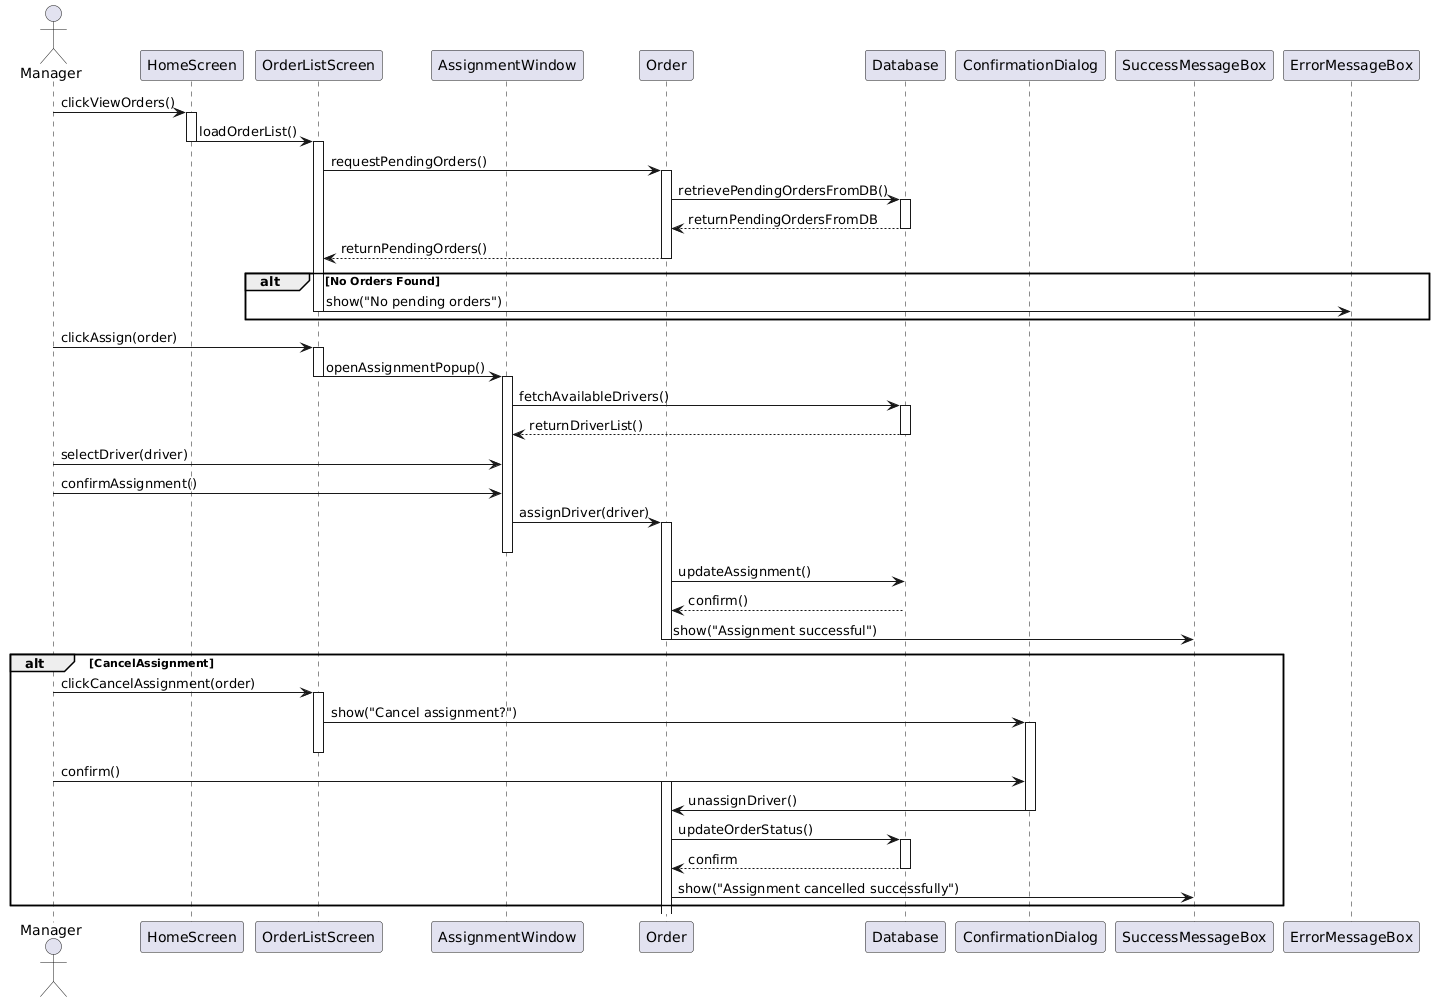 Manager
HomeScreen
OrderListScreen
AssignmentWindow
Order
Database
ConfirmationDialog
SuccessMessageBox
ErrorMessageBox
clickViewOrders()
loadOrderList()
requestPendingOrders()
retrievePendingOrdersFromDB()
returnPendingOrdersFromDB
returnPendingOrders()
alt
[No Orders Found]
show("No pending orders")
clickAssign(order)
openAssignmentPopup()
fetchAvailableDrivers()
returnDriverList()
selectDriver(driver)
confirmAssignment()
assignDriver(driver)
updateAssignment()
confirm()
show("Assignment successful")
alt
[CancelAssignment]
clickCancelAssignment(order)
show("Cancel assignment?")
confirm()
unassignDriver()
updateOrderStatus()
confirm
show("Assignment cancelled successfully")
Manager
HomeScreen
OrderListScreen
AssignmentWindow
Order
Database
ConfirmationDialog
SuccessMessageBox
ErrorMessageBox